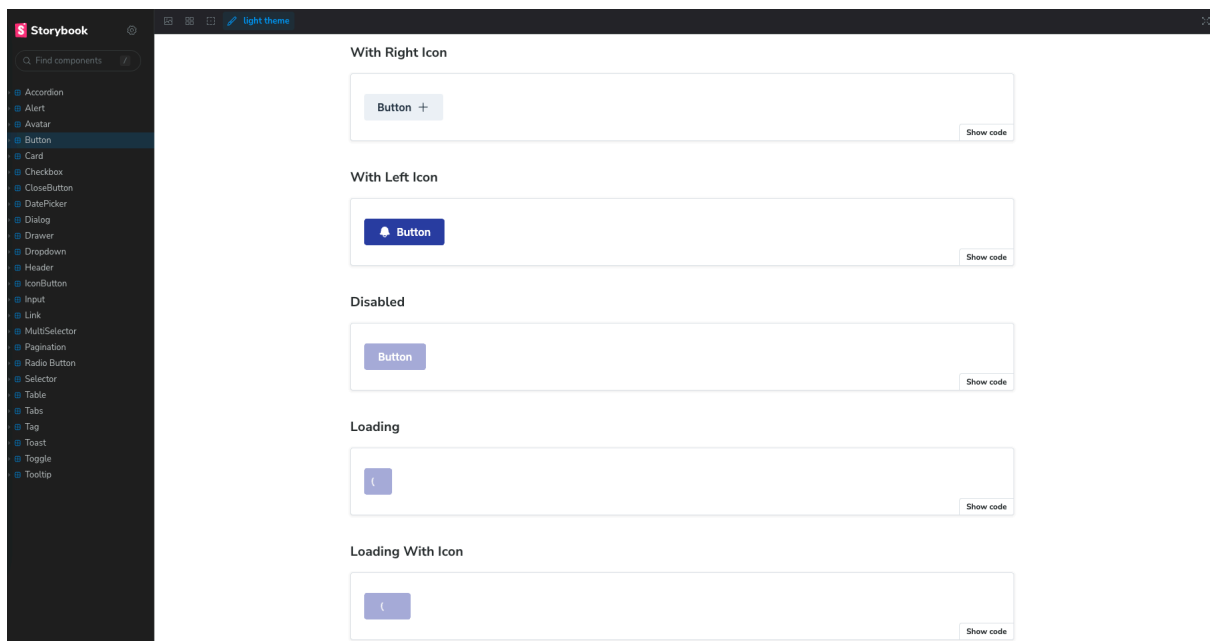 Storybook
Find components /
Accordion
Alert
Avatar
Button
Card
Checkbox
CloseButton
DatePicker
Dialog
Drawer
Dropdown
Header
IconButton
Input
Link
MultiSelector
Pagination
Radio Button
Selector
Table
Tabs
Tag
Toast
Toggle
Tooltip
light theme
With Right Icon
Button
Show code
With Left Icon
Button
Show code
Disabled
Button
Show code
Loading
Show code
Loading With Icon
Show code